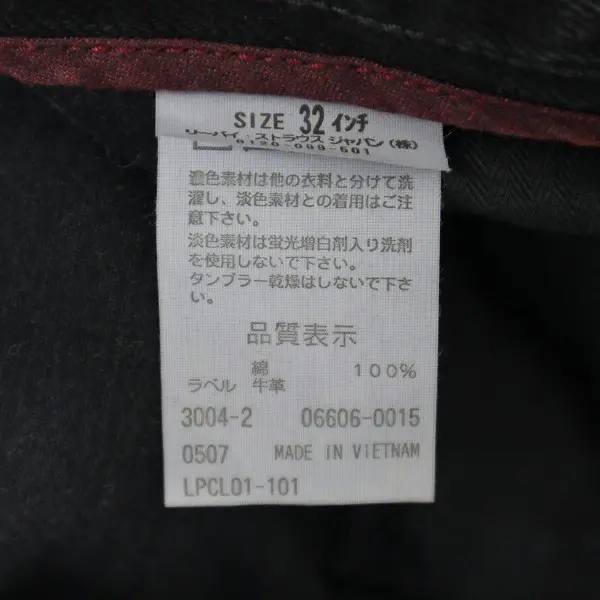 SIZE 32 インチ
リーバイ・ストラウス ジャパン(株)
0120-099-501
濃色素材は他の衣料と分けて洗
濯し、淡色素材との着用はご注
意下さい。
淡色素材は蛍光増白剤入り洗剤
を使用しないで下さい。
タンブラー乾燥はしないで下さ
い。
品質表示
綿 100%
ラベル 牛革
3004-2 06606-0015
0507 MADE IN VIETNAM
LPCL01-101